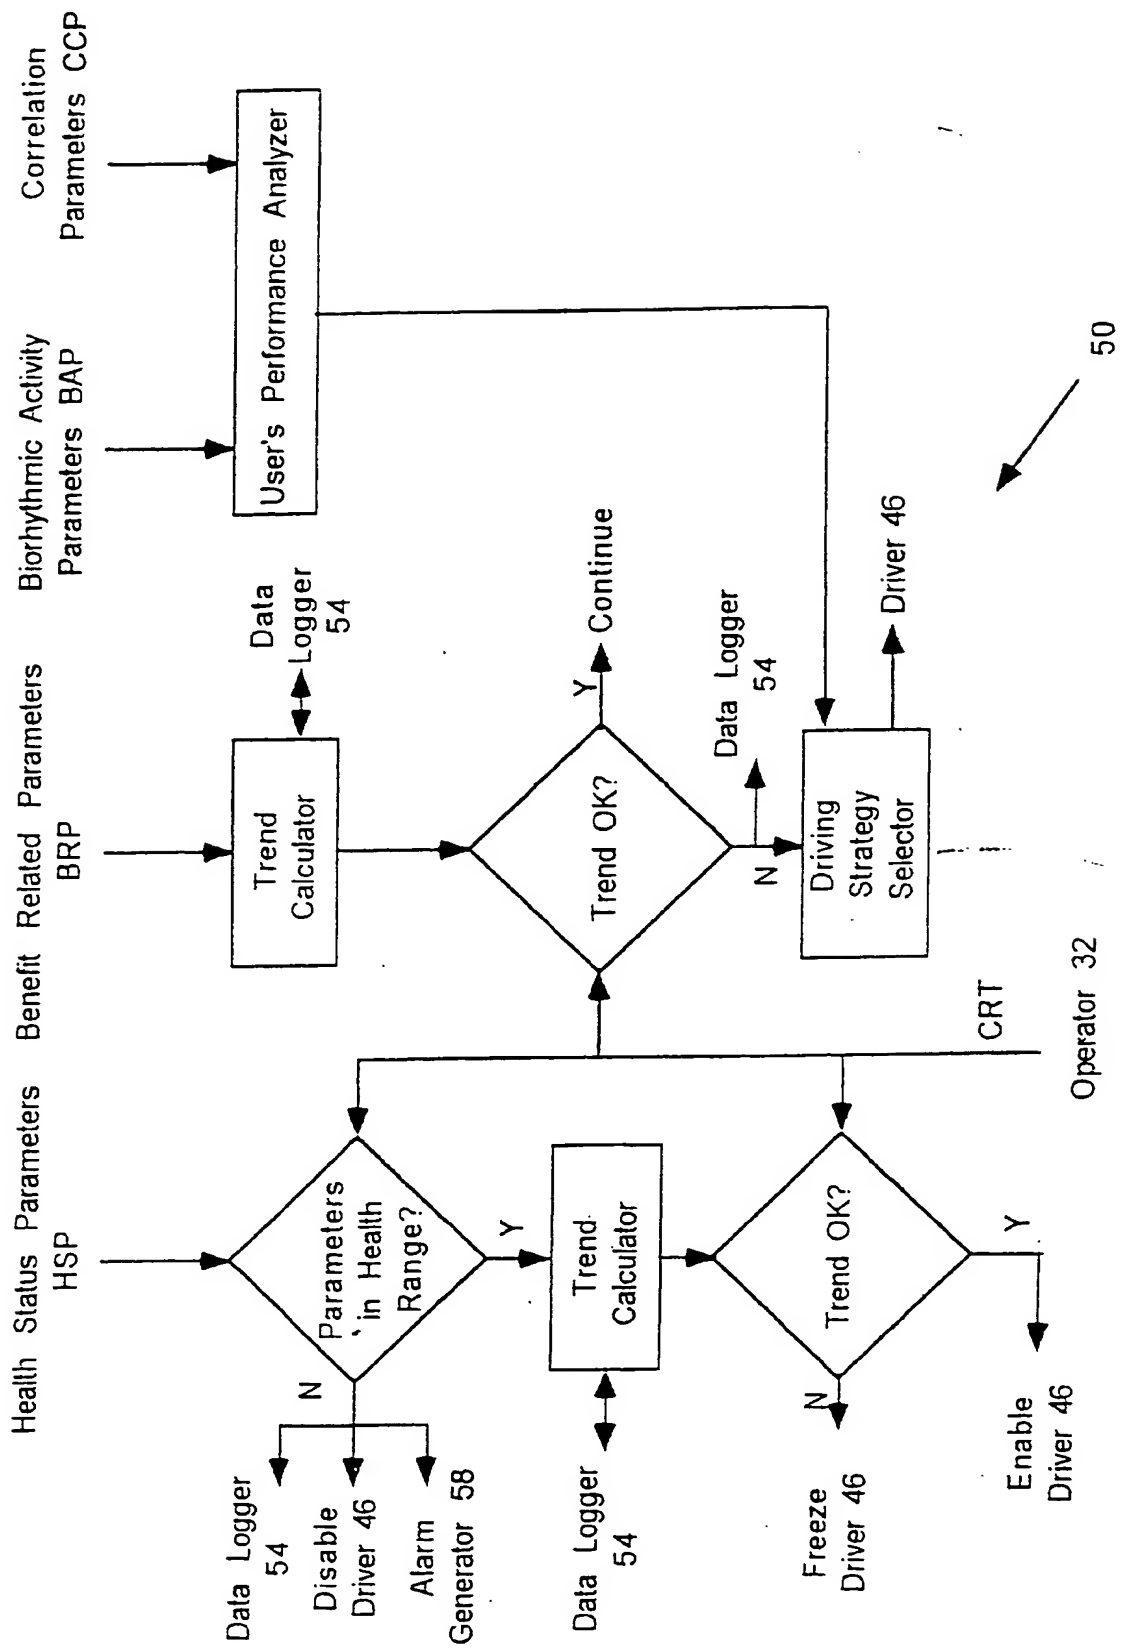 Health Status Parameters
HSP
Benefit Related Parameters
BRP
Biorhythmic Activity
Parameters BAP
Correlation
Parameters CCP
Parameters
in Health
Range?
N
Y
Data Logger
54
Disable
Driver 46
Alarm
Generator 58
Trend
Calculator
Data Logger
54
Trend OK?
N
Y
Freeze
Driver 46
Enable
Driver 46
Trend
Calculator
Data
Logger
54
Trend OK?
Y
Continue
N
Data Logger
54
Driving
Strategy
Selector
Driver 46
User's Performance Analyzer
CRT
Operator 32
50